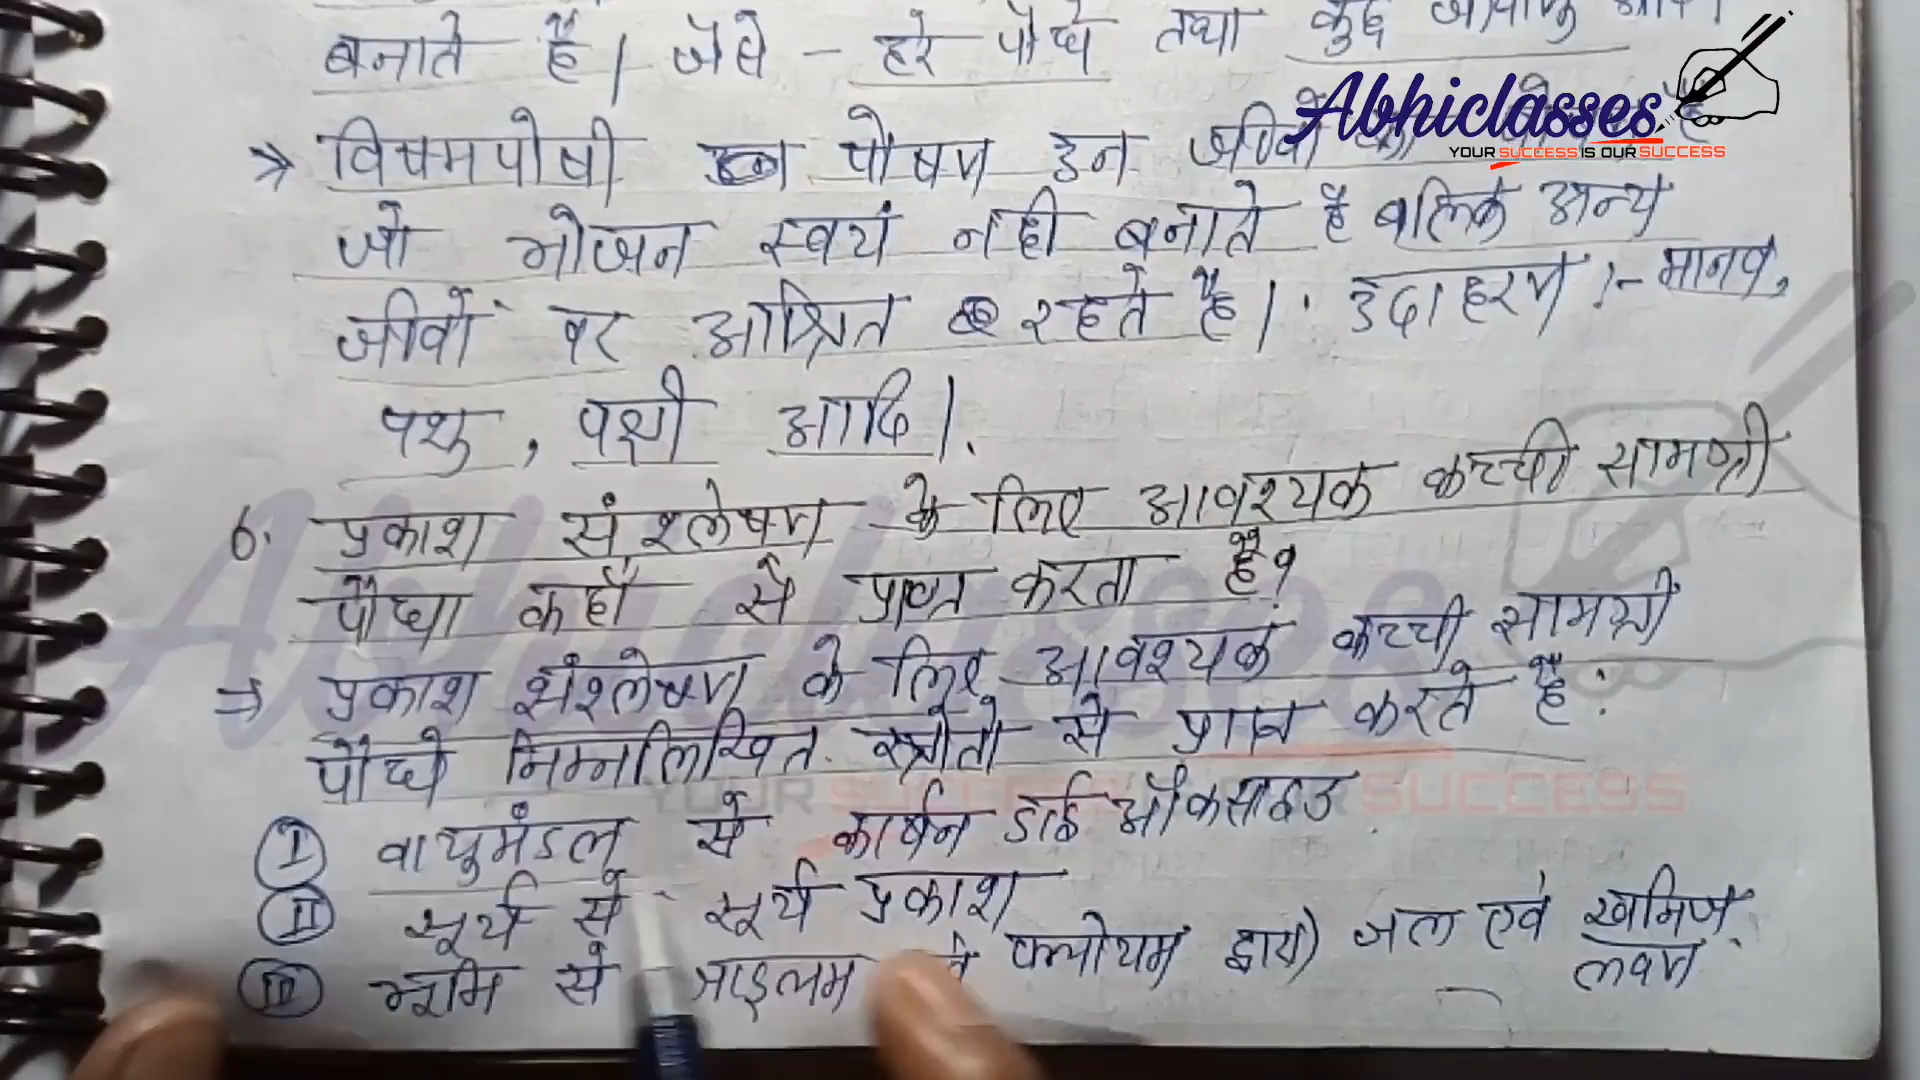 बनाते हैं। जैसे - हरे पौधे तथा कुछ
Abhiclasses
YOUR SUCCESS IS OUR SUCCESS
→ विषमपोषी पोषण उन जीवों
जो भोजन स्वयं नही बनाते है बल्कि अन्य
जीवों पर आश्रित रहते है। उदाहरण :- मानव,
पशु, पक्षी आदि।
6. प्रकाश संश्लेषण के लिए आवश्यक कच्ची सामग्री
पौधा कहाँ से प्राप्त करता है?
⇒ प्रकाश संश्लेषण के लिए आवश्यक कच्ची सामग्री
पौधे निम्नलिखित स्त्रोतो से प्राप्त करते है:
I वायुमंडल से कार्बन डाई ऑक्साइड
II सूर्य से सूर्य प्रकाश
III भूमि से जाइलम फ्लोयम द्वारा) जल एवं खनिज
लवण